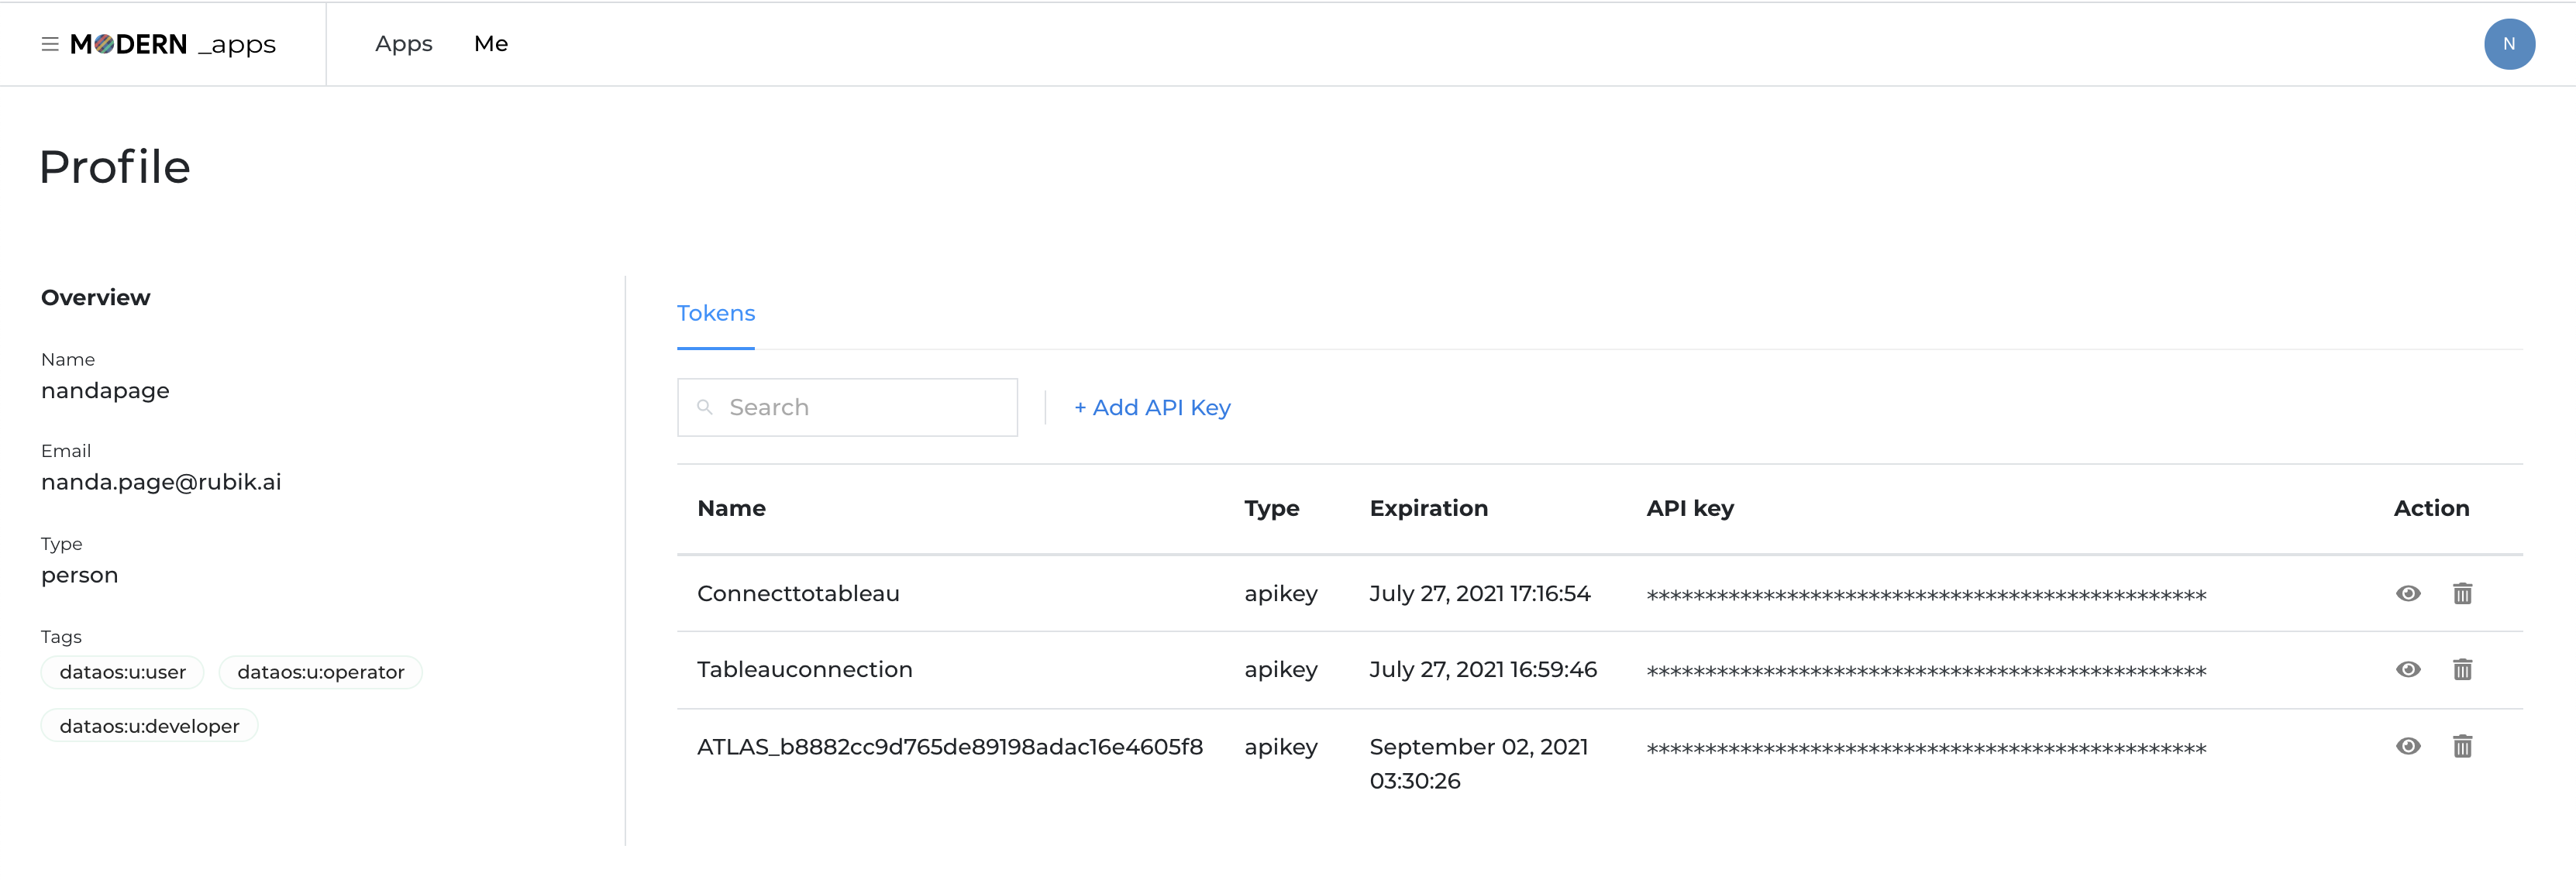 MODERN _apps Apps Me N
Profile
Overview
Name
nandapage
Email
nanda.page@rubik.ai
Type
person
Tags
dataos:u:user dataos:u:operator
dataos:u:developer
Tokens
Search + Add API Key
Name Type Expiration API key Action
Connecttotableau apikey July 27, 2021 17:16:54 ************************************************
Tableauconnection apikey July 27, 2021 16:59:46 ************************************************
ATLAS_b8882cc9d765de89198adac16e4605f8 apikey September 02, 2021 ************************************************
03:30:26